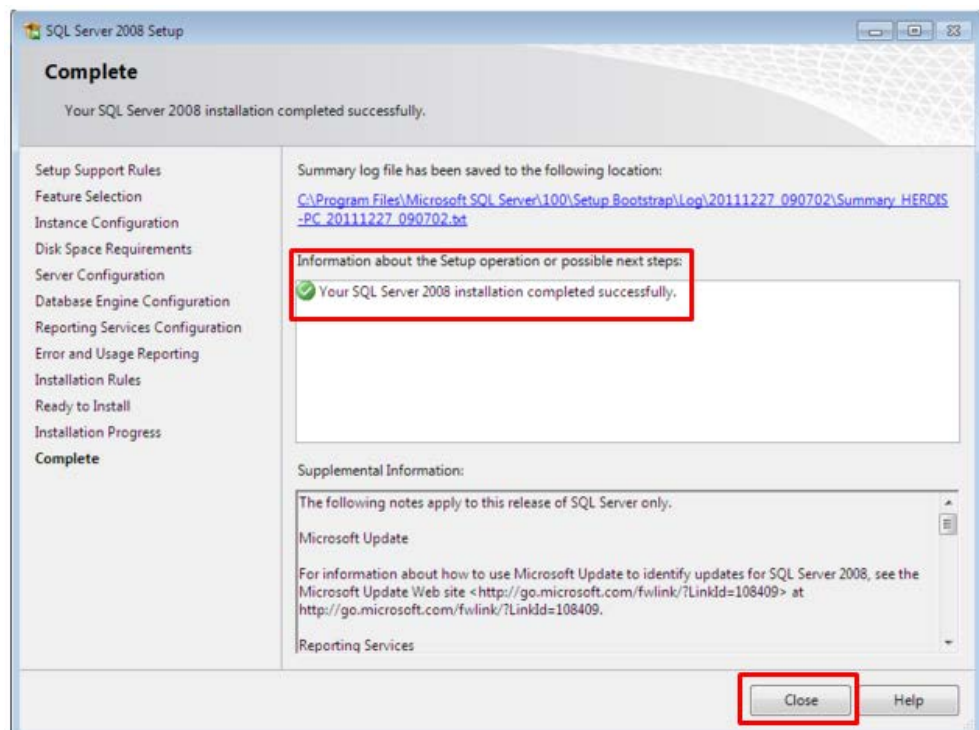 SQL Server 2008 Setup
Complete
Your SQL Server 2008 installation completed successfully.
Setup Support Rules
Feature Selection
Instance Configuration
Disk Space Requirements
Server Configuration
Database Engine Configuration
Reporting Services Configuration
Error and Usage Reporting
Installation Rules
Ready to Install
Installation Progress
Complete
Summary log file has been saved to the following location:
C:\Program Files\Microsoft SQL Server\100\Setup Bootstrap\Log\20111227_090702\Summary_HERDIS
-PC_20111227_090702.txt
Information about the Setup operation or possible next steps:
Your SQL Server 2008 installation completed successfully.
Supplemental Information:
The following notes apply to this release of SQL Server only.
Microsoft Update
For information about how to use Microsoft Update to identify updates for SQL Server 2008, see the
Microsoft Update Web site <http://go.microsoft.com/fwlink/?LinkId=108409> at
http://go.microsoft.com/fwlink/?LinkId=108409.
Reporting Services
Close
Help